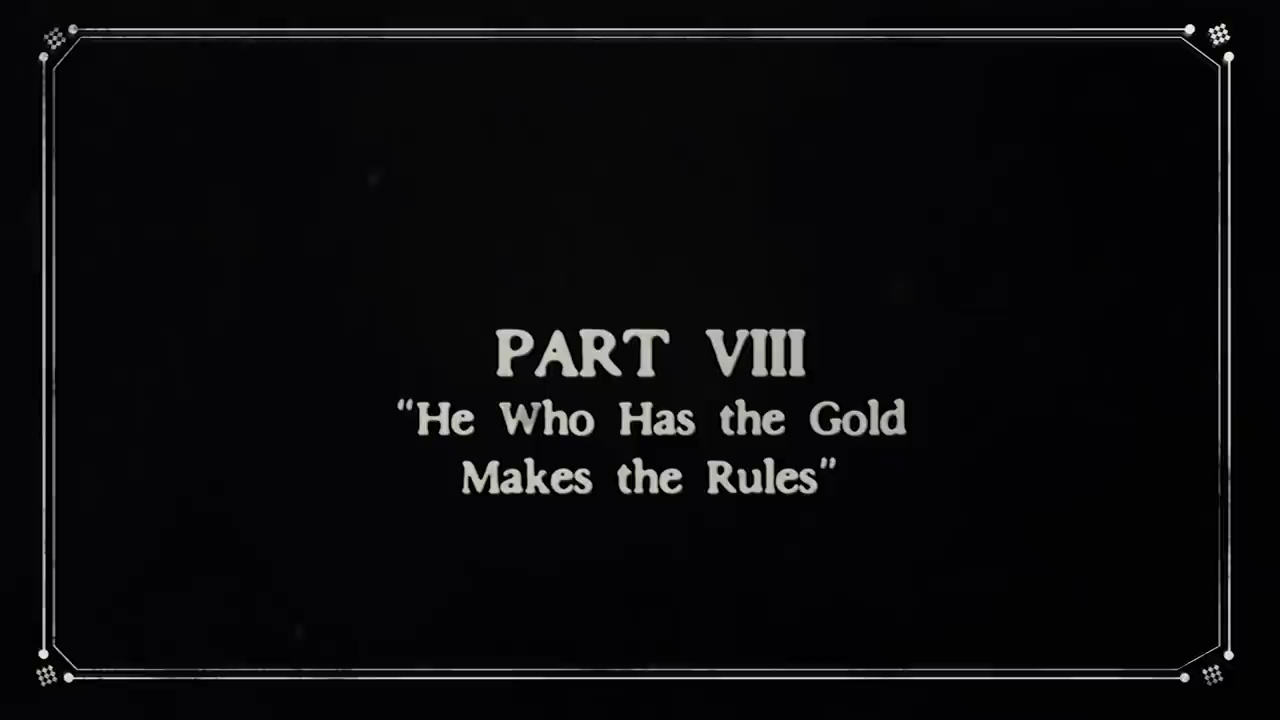 PART VIII
“He Who Has the Gold
Makes the Rules”